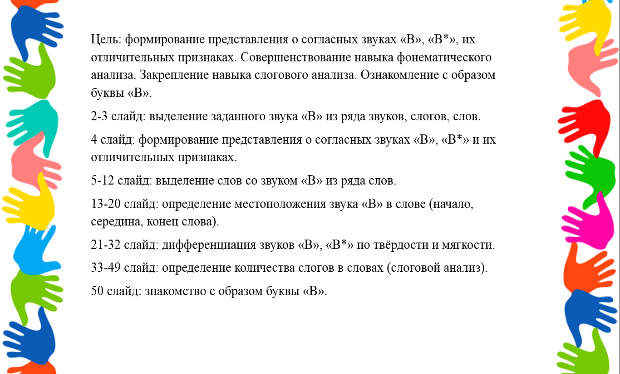 Цель: формирование представления о согласных звуках «В», «В*», их
отличительных признаках. Совершенствование навыка фонематического
анализа. Закрепление навыка слогового анализа. Ознакомление с образом
буквы «В».
2-3 слайд: выделение заданного звука «В» из ряда звуков, слогов, слов.
4 слайд: формирование представления о согласных звуках «В», «В*» и их
отличительных признаках.
5-12 слайд: выделение слов со звуком «В» из ряда слов.
13-20 слайд: определение местоположения звука «В» в слове (начало,
середина, конец слова).
21-32 слайд: дифференциация звуков «В», «В*» по твёрдости и мягкости.
33-49 слайд: определение количества слогов в словах (слоговой анализ).
50 слайд: знакомство с образом буквы «В».